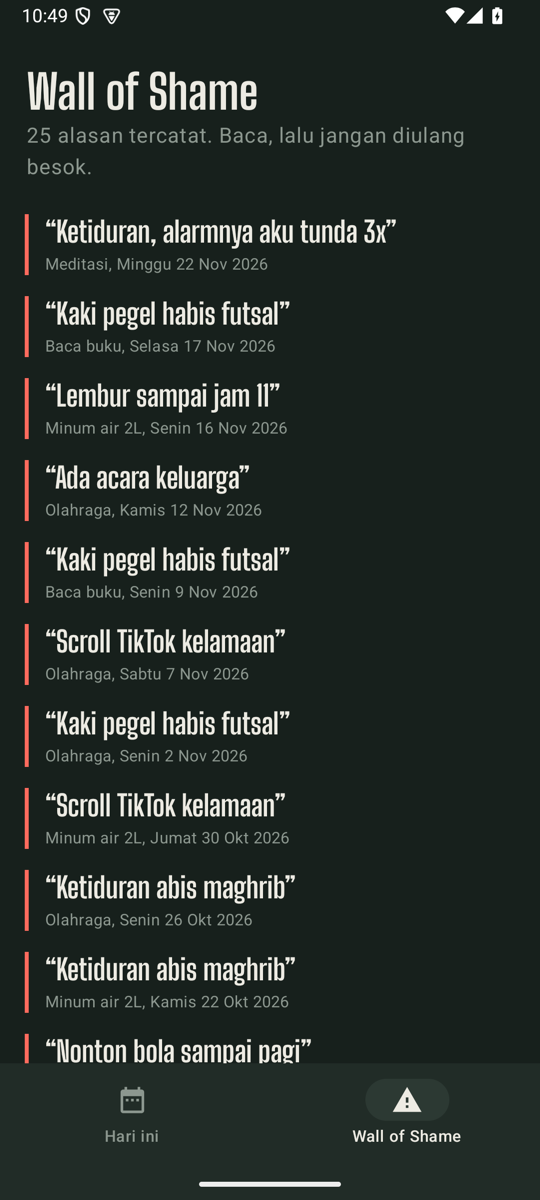 10:49
Wall of Shame
25 alasan tercatat. Baca, lalu jangan diulang
besok.
“Ketiduran, alarmnya aku tunda 3x”
Meditasi, Minggu 22 Nov 2026
“Kaki pegel habis futsal”
Baca buku, Selasa 17 Nov 2026
“Lembur sampai jam 11”
Minum air 2L, Senin 16 Nov 2026
“Ada acara keluarga”
Olahraga, Kamis 12 Nov 2026
“Kaki pegel habis futsal”
Baca buku, Senin 9 Nov 2026
“Scroll TikTok kelamaan”
Olahraga, Sabtu 7 Nov 2026
“Kaki pegel habis futsal”
Olahraga, Senin 2 Nov 2026
“Scroll TikTok kelamaan”
Minum air 2L, Jumat 30 Okt 2026
“Ketiduran abis maghrib”
Olahraga, Senin 26 Okt 2026
“Ketiduran abis maghrib”
Minum air 2L, Kamis 22 Okt 2026
“Nonton bola sampai pagi”
Hari ini
Wall of Shame